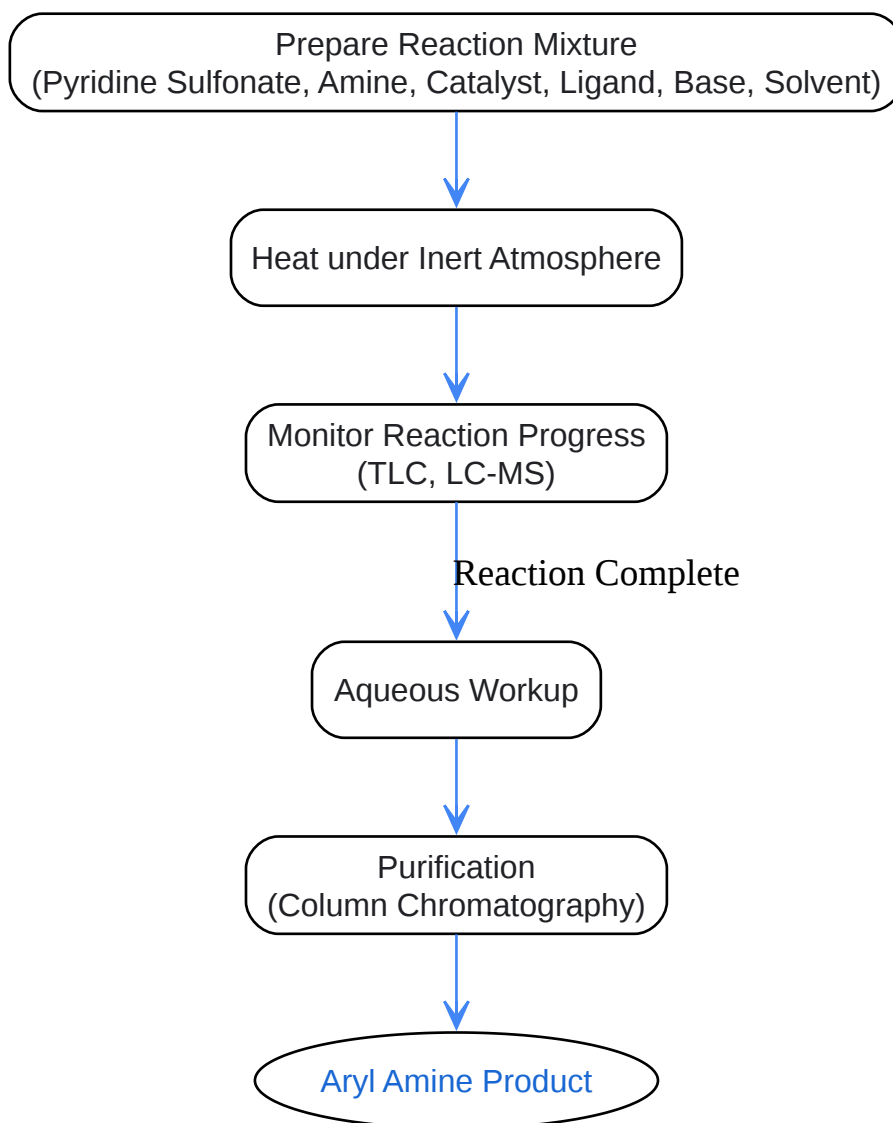 Prepare Reaction Mixture
(Pyridine Sulfonate, Amine, Catalyst, Ligand, Base, Solvent)
Heat under Inert Atmosphere
Monitor Reaction Progress
(TLC, LC-MS)
Reaction Complete
Aqueous Workup
Purification
(Column Chromatography)
Aryl Amine Product